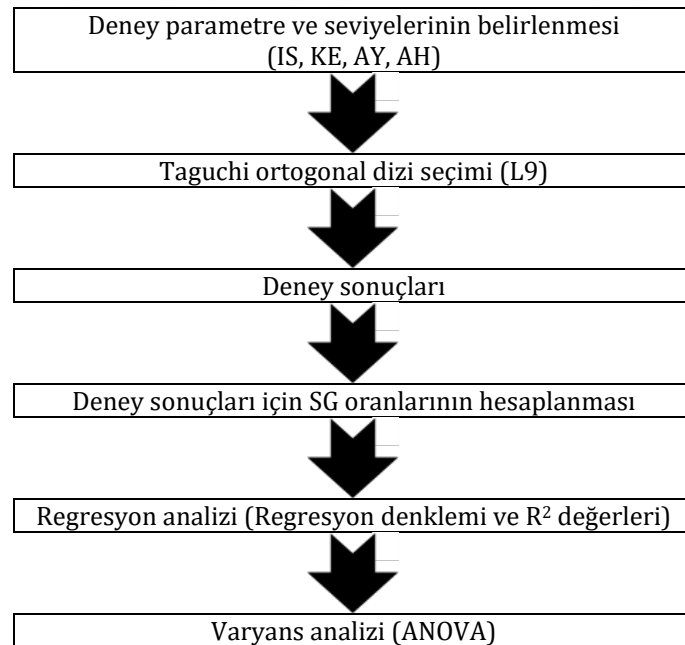 Deney parametre ve seviyelerinin belirlenmesi
(IS, KE, AY, AH)
Taguchi ortogonal dizi seçimi (L9)
Deney sonuçları
Deney sonuçları için SG oranlarının hesaplanması
Regresyon analizi (Regresyon denklemi ve R² değerleri)
Varyans analizi (ANOVA)